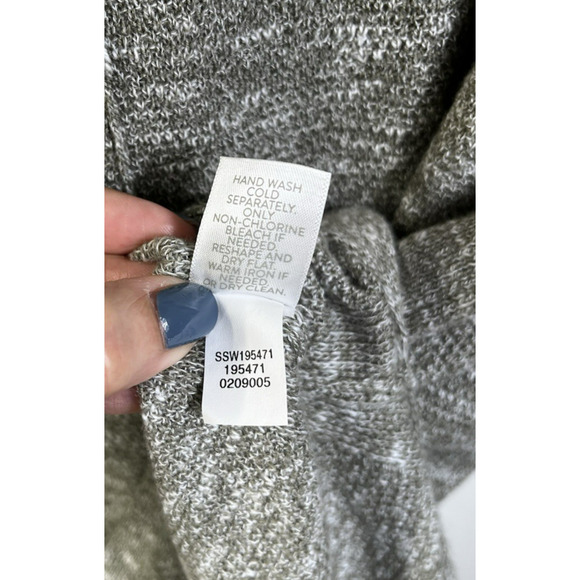 HAND WASH
COLD
SEPARATELY.
ONLY
NON-CHLORINE
BLEACH IF
NEEDED.
RESHAPE AND
DRY FLAT.
WARM IRON IF
NEEDED.
OR DRY CLEAN.
SSW195471
195471
0209005